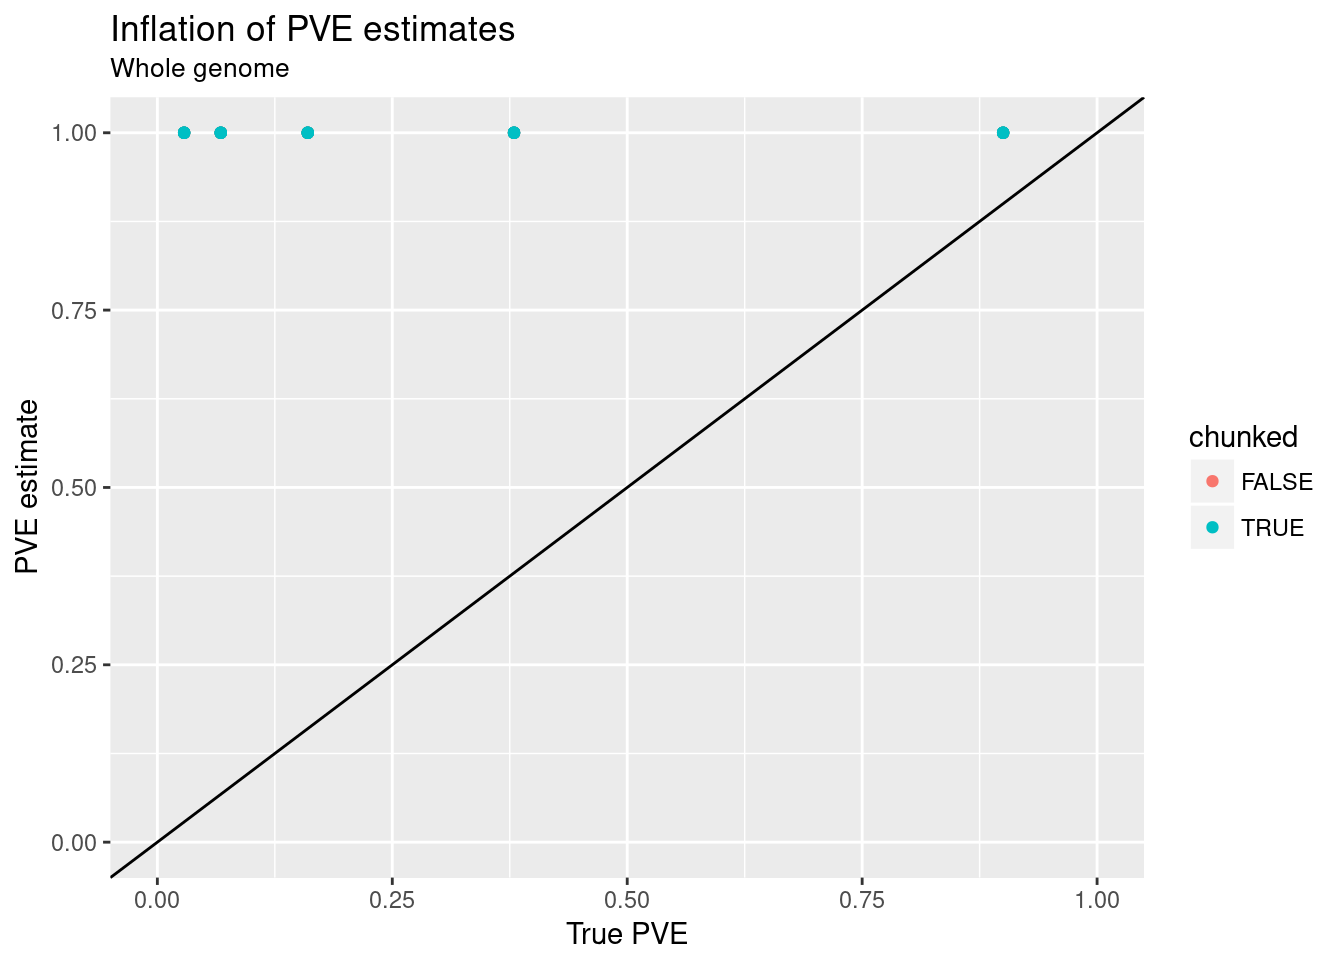 Inflation of PVE estimates
Whole genome
1.00
0.75
0.50
0.25
0.00
PVE estimate
0.00 0.25 0.50 0.75 1.00
True PVE
chunked
FALSE
TRUE